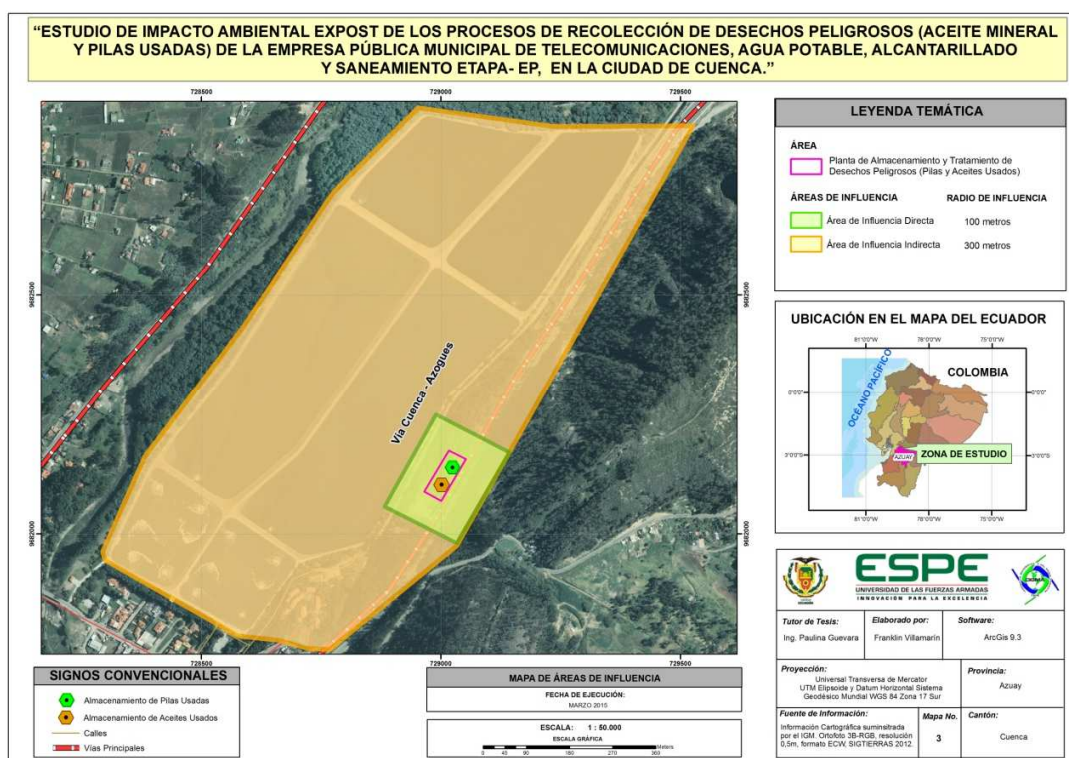 “ESTUDIO DE IMPACTO AMBIENTAL EXPOST DE LOS PROCESOS DE RECOLECCIÓN DE DESECHOS PELIGROSOS (ACEITE MINERAL
Y PILAS USADAS) DE LA EMPRESA PÚBLICA MUNICIPAL DE TELECOMUNICACIONES, AGUA POTABLE, ALCANTARILLADO
Y SANEAMIENTO ETAPA- EP, EN LA CIUDAD DE CUENCA.”
728500
729000
729500
9682500
9682500
9682000
9682000
Vía Cuenca - Azogues
728500
729000
729500
LEYENDA TEMÁTICA
ÁREA
Planta de Almacenamiento y Tratamiento de
Desechos Peligrosos (Pilas y Aceites Usados)
ÁREAS DE INFLUENCIA
RADIO DE INFLUENCIA
Área de Influencia Directa
100 metros
Área de Influencia Indirecta
300 metros
UBICACIÓN EN EL MAPA DEL ECUADOR
81°0'0"W
78°0'0"W
75°0'0"W
OCÉANO PACÍFICO
COLOMBIA
0°0'0"
0°0'0"
3°0'0"S
3°0'0"S
AZUAY
ZONA DE ESTUDIO
81°0'0"W
78°0'0"W
75°0'0"W
ESPE
UNIVERSIDAD DE LAS FUERZAS ARMADAS
INNOVACIÓN PARA LA EXCELENCIA
Tutor de Tesis:
Ing. Paulina Guevara
Elaborado por:
Franklin Villamarín
Software:
ArcGis 9.3
Proyección:
Universal Transversa de Mercator
UTM Elipsoide y Datum Horizontal Sistema
Geodésico Mundial WGS 84 Zona 17 Sur
Provincia:
Azuay
Fuente de Información:
Información Cartográfica suminsitrada
por el IGM. Ortofoto 3B-RGB, resolución
0,5m, formato ECW, SIGTIERRAS 2012.
Mapa No.
3
Cantón:
Cuenca
SIGNOS CONVENCIONALES
Almacenamiento de Pilas Usadas
Almacenamiento de Aceites Usados
Calles
Vías Principales
MAPA DE ÁREAS DE INFLUENCIA
FECHA DE EJECUCIÓN:
MARZO 2015
ESCALA: 1 : 50.000
ESCALA GRÁFICA
Meters
0 45 90 180 270 360